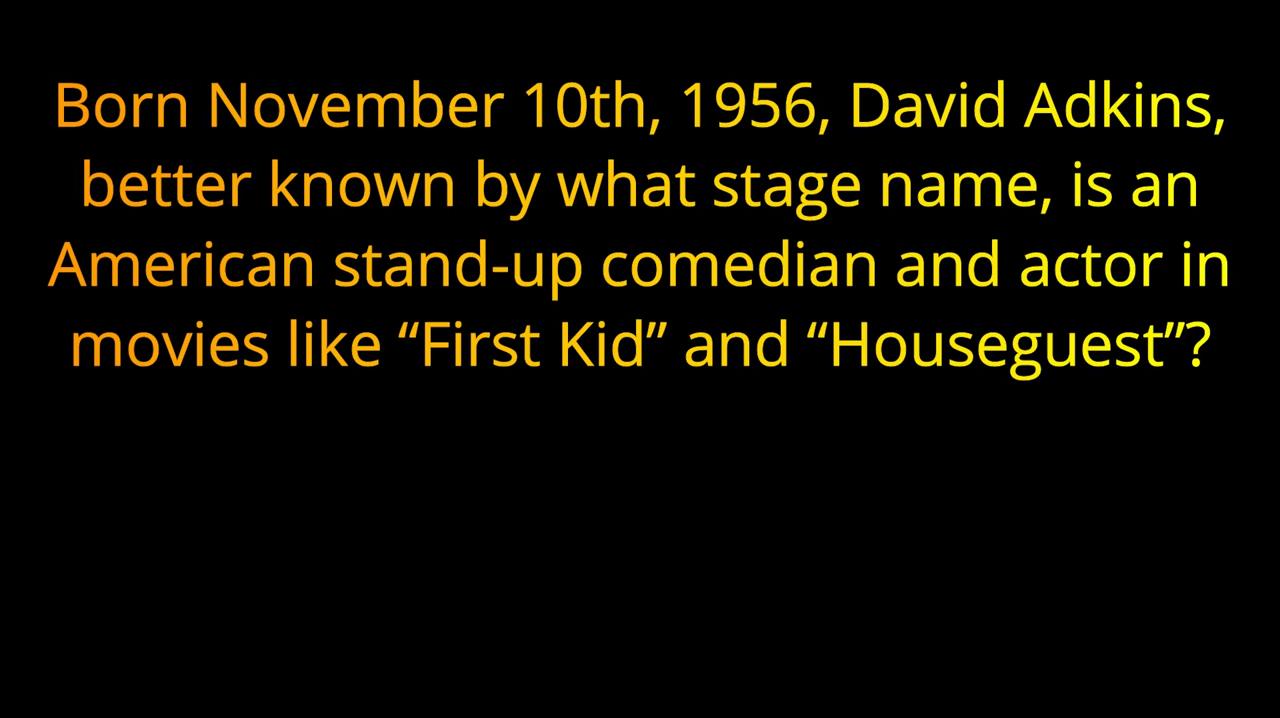 Born November 10th, 1956, David Adkins,
better known by what stage name, is an
American stand-up comedian and actor in
movies like “First Kid” and “Houseguest”?